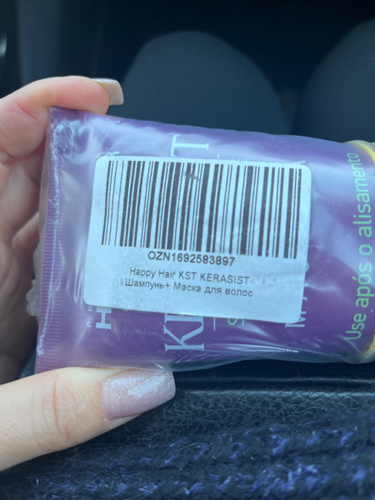 OZN1692583897
Happy Hair KST KERASIST
Шампунь+ Маска для волос
Use após o alisamento